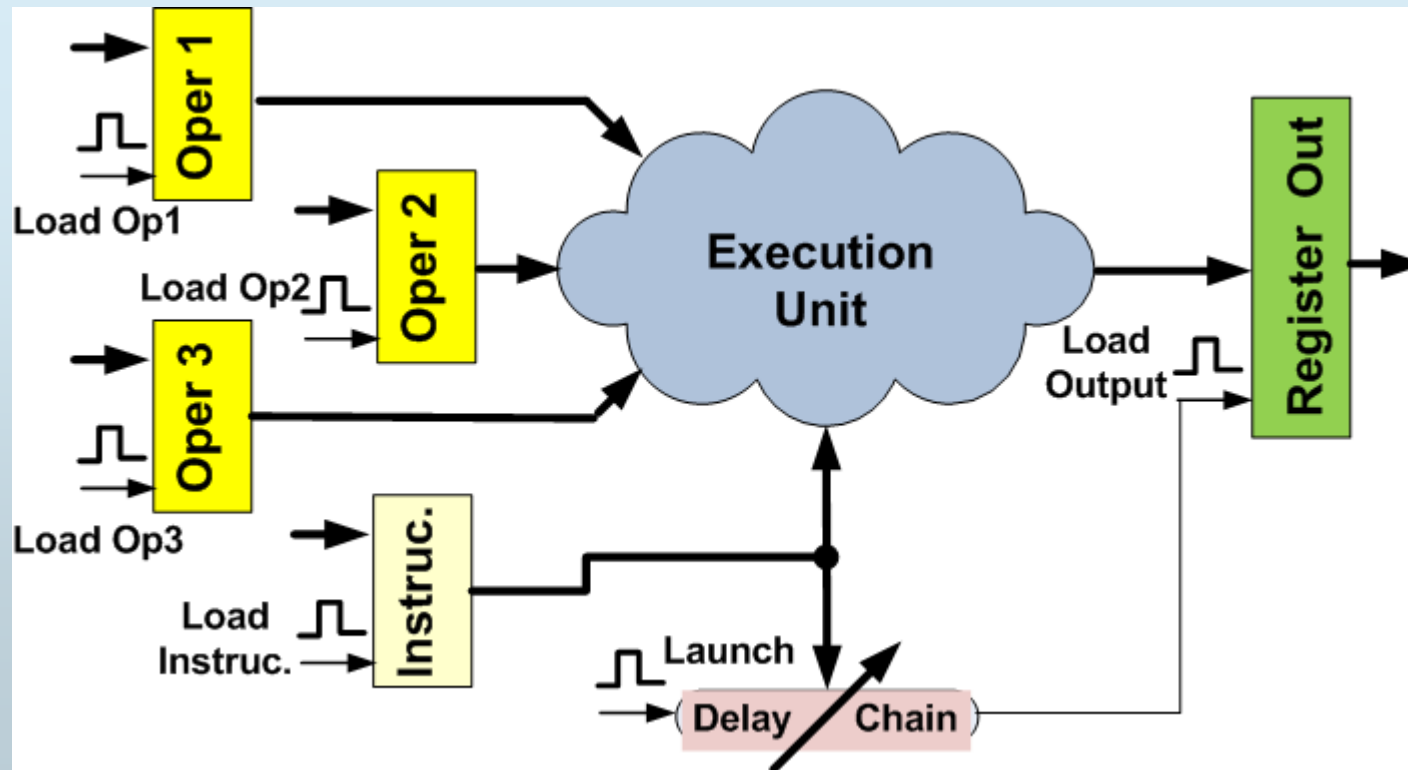 Oper 1
Load Op1
Oper 2
Load Op2
Oper 3
Load Op3
Instruc.
Load
Instruc.
Execution
Unit
Launch
Delay Chain
Load
Output
Register Out